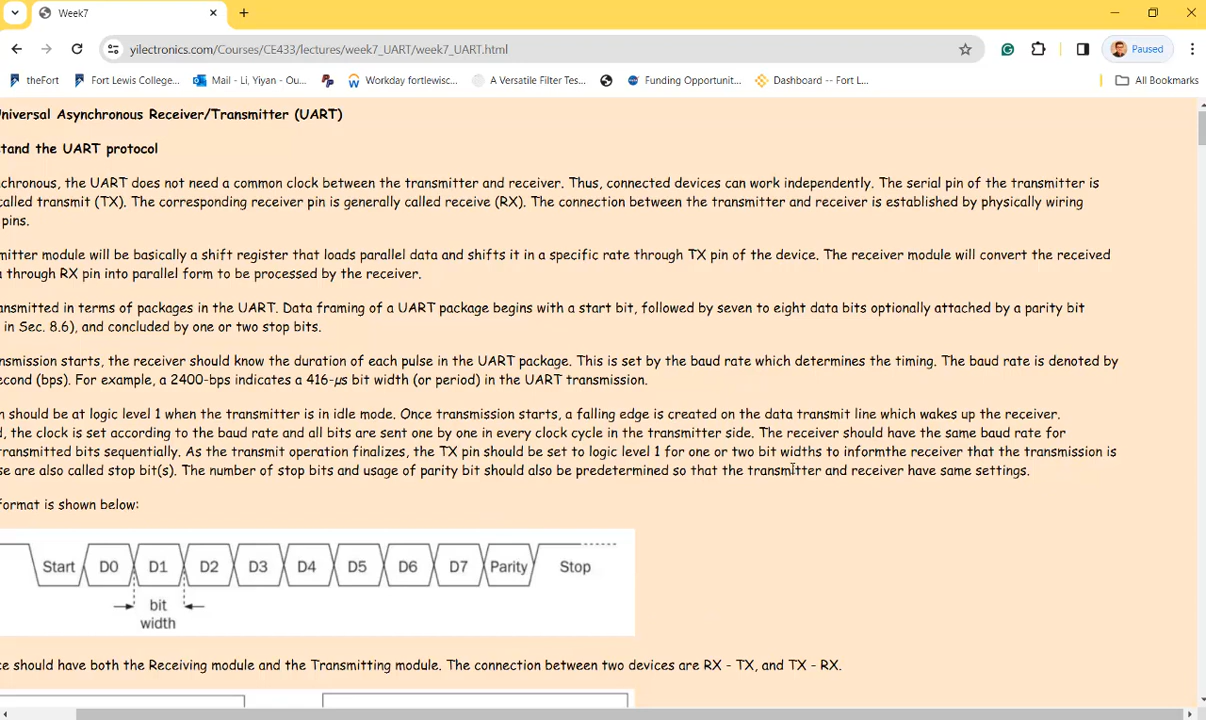 Week7
yilectronics.com/Courses/CE433/lectures/week7_UART/week7_UART.html
Paused
theFort
Fort Lewis College...
Mail - Li, Yiyan - Ou...
Workday fortlewisc...
A Versatile Filter Tes...
Funding Opportunit...
Dashboard -- Fort L...
All Bookmarks
niversal Asynchronous Receiver/Transmitter (UART)
tand the UART protocol
chronous, the UART does not need a common clock between the transmitter and receiver. Thus, connected devices can work independently. The serial pin of the transmitter is
called transmit (TX). The corresponding receiver pin is generally called receive (RX). The connection between the transmitter and receiver is established by physically wiring
pins.
mitter module will be basically a shift register that loads parallel data and shifts it in a specific rate through TX pin of the device. The receiver module will convert the received
a through RX pin into parallel form to be processed by the receiver.
ansmitted in terms of packages in the UART. Data framing of a UART package begins with a start bit, followed by seven to eight data bits optionally attached by a parity bit
in Sec. 8.6), and concluded by one or two stop bits.
nsmission starts, the receiver should know the duration of each pulse in the UART package. This is set by the baud rate which determines the timing. The baud rate is denoted by
econd (bps). For example, a 2400-bps indicates a 416-μs bit width (or period) in the UART transmission.
n should be at logic level 1 when the transmitter is in idle mode. Once transmission starts, a falling edge is created on the data transmit line which wakes up the receiver.
d, the clock is set according to the baud rate and all bits are sent one by one in every clock cycle in the transmitter side. The receiver should have the same baud rate for
transmitted bits sequentially. As the transmit operation finalizes, the TX pin should be set to logic level 1 for one or two bit widths to informthe receiver that the transmission is
se are also called stop bit(s). The number of stop bits and usage of parity bit should also be predetermined so that the transmitter and receiver have same settings.
format is shown below:
Start D0 D1 D2 D3 D4 D5 D6 D7 Parity Stop
bit
width
ce should have both the Receiving module and the Transmitting module. The connection between two devices are RX - TX, and TX - RX.